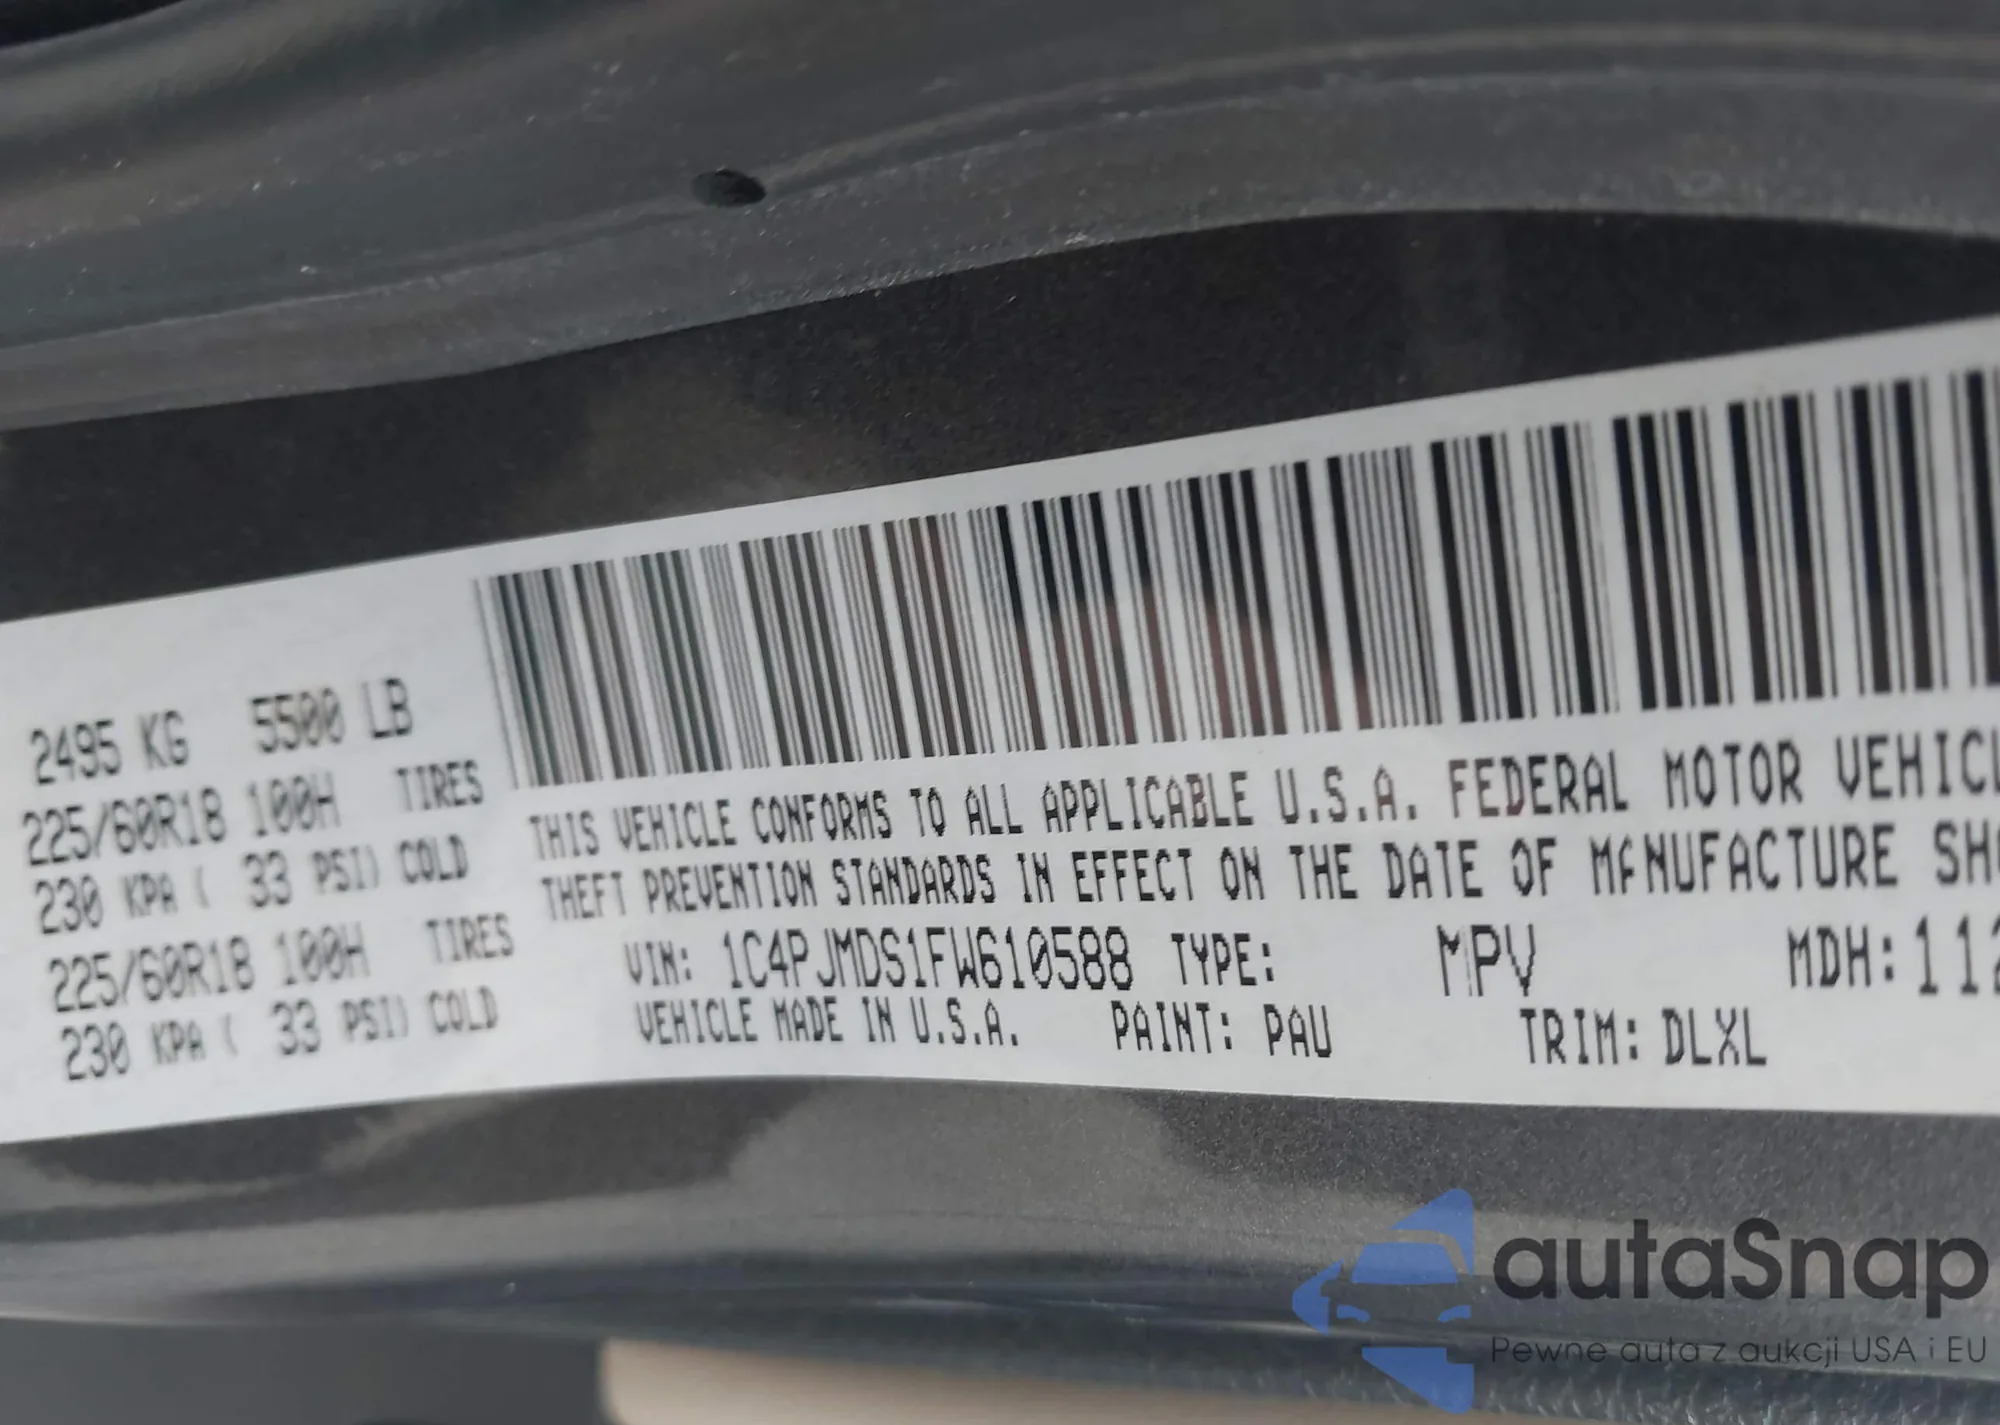 2495 KG 5500 LB
225/60R18 100H TIRES
230 KPA ( 33 PSI) COLD
225/60R18 100H TIRES
230 KPA ( 33 PSI) COLD
THIS VEHICLE CONFORMS TO ALL APPLICABLE U.S.A. FEDERAL MOTOR VEHICL
THEFT PREVENTION STANDARDS IN EFFECT ON THE DATE OF MANUFACTURE SHO
VIN: 1C4PJMDS1FW610588 TYPE: MPV MDH: 112
VEHICLE MADE IN U.S.A. PAINT: PAU TRIM: DLXL
autaSnap
Pewne auta z aukcji USA i EU